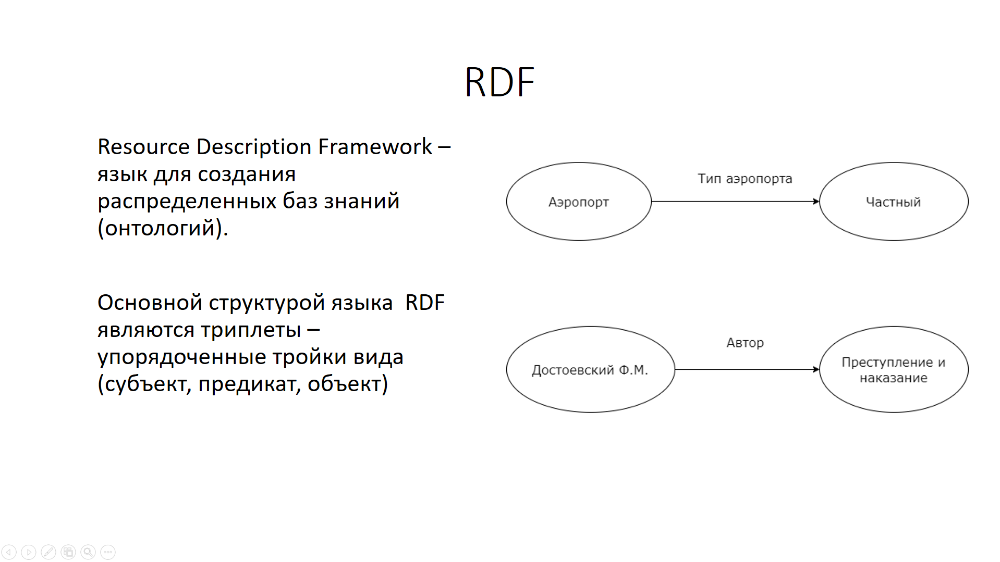 RDF
Resource Description Framework –
язык для создания
распределенных баз знаний
(онтологий).
Основной структурой языка  RDF
являются триплеты –
упорядоченные тройки вида
(субъект, предикат, объект)
Аэропорт
Тип аэропорта
Частный
Достоевский Ф.М.
Автор
Преступление и
наказание